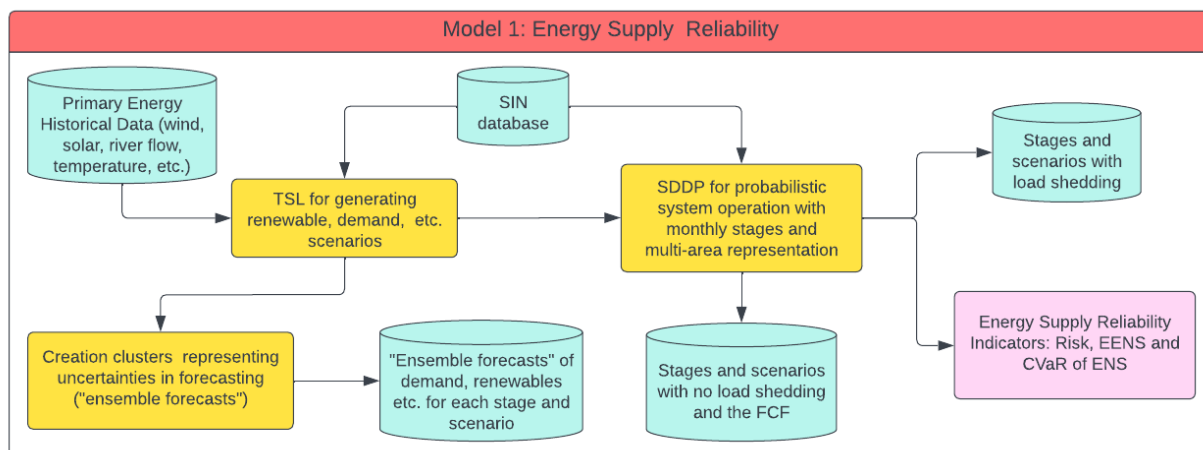 Model 1: Energy Supply Reliability
Primary Energy
Historical Data (wind,
solar, river flow,
temperature, etc.)
SIN
database
Stages and
scenarios with
load shedding
TSL for generating
renewable, demand, etc.
scenarios
SDDP for probabilistic
system operation with
monthly stages and
multi-area representation
Creation clusters representing
uncertainties in forecasting
("ensemble forecasts")
"Ensemble forecasts" of
demand, renewables
etc. for each stage and
scenario
Stages and scenarios
with no load shedding
and the FCF
Energy Supply Reliability
Indicators: Risk, EENS and
CVaR of ENS